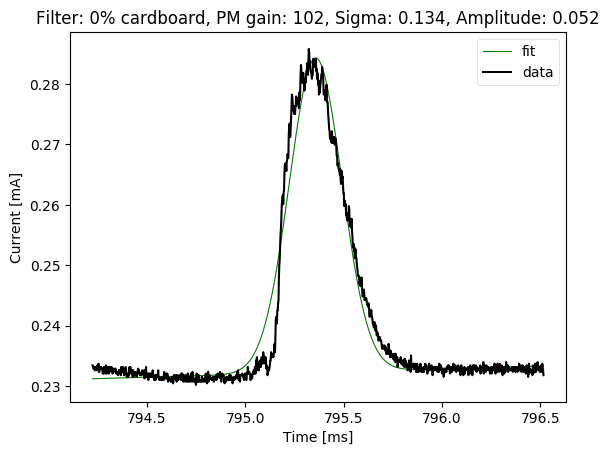 Filter: 0% cardboard, PM gain: 102, Sigma: 0.134, Amplitude: 0.052
fit
data
0.28
0.27
0.26
0.25
0.24
0.23
Current [mA]
794.5
795.0
795.5
796.0
796.5
Time [ms]